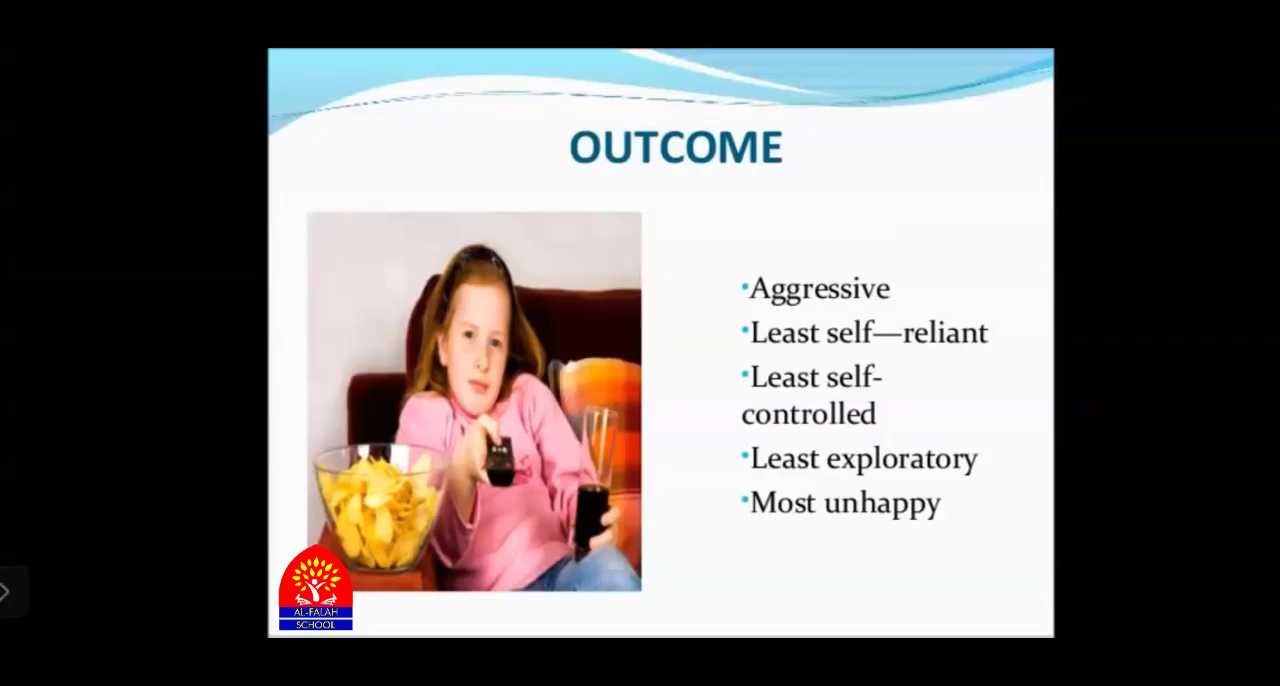 OUTCOME
•Aggressive
•Least self—reliant
•Least self-
controlled
•Least exploratory
•Most unhappy
AL-FALAH
SCHOOL